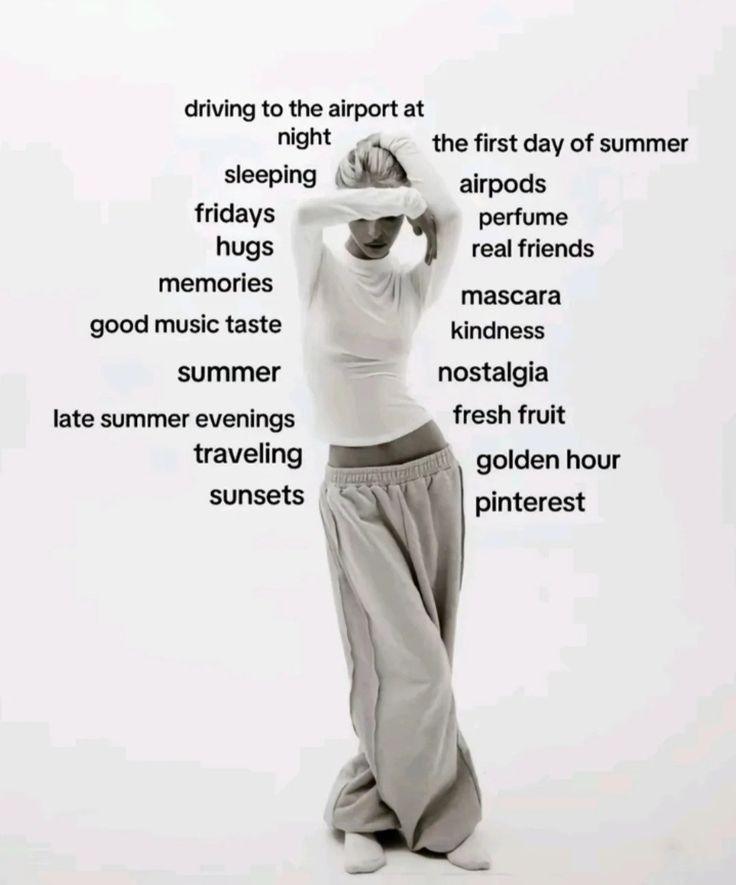 driving to the airport at
night
sleeping
fridays
hugs
memories
good music taste
summer
late summer evenings
traveling
sunsets
the first day of summer
airpods
perfume
real friends
mascara
kindness
nostalgia
fresh fruit
golden hour
pinterest